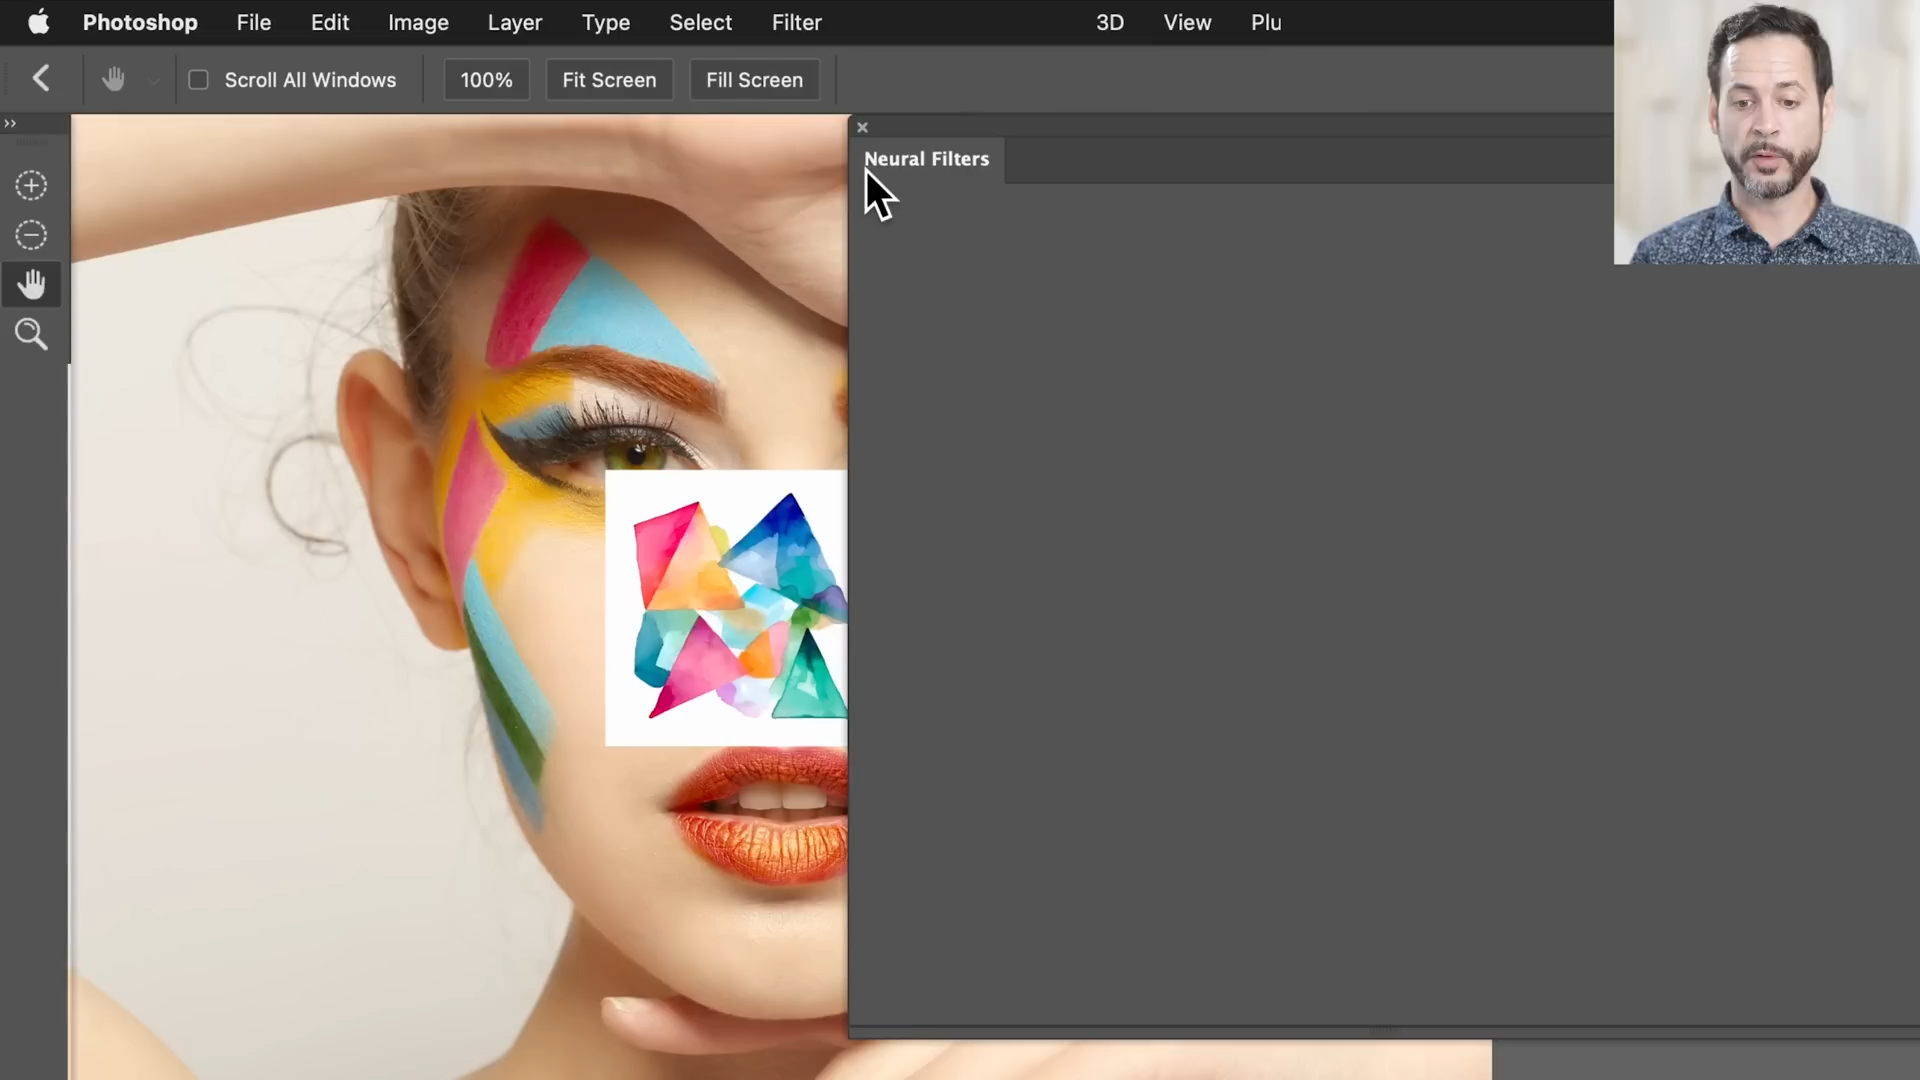 Photoshop File Edit Image Layer Type Select Filter 3D View Plu
Scroll All Windows 100% Fit Screen Fill Screen
Neural Filters